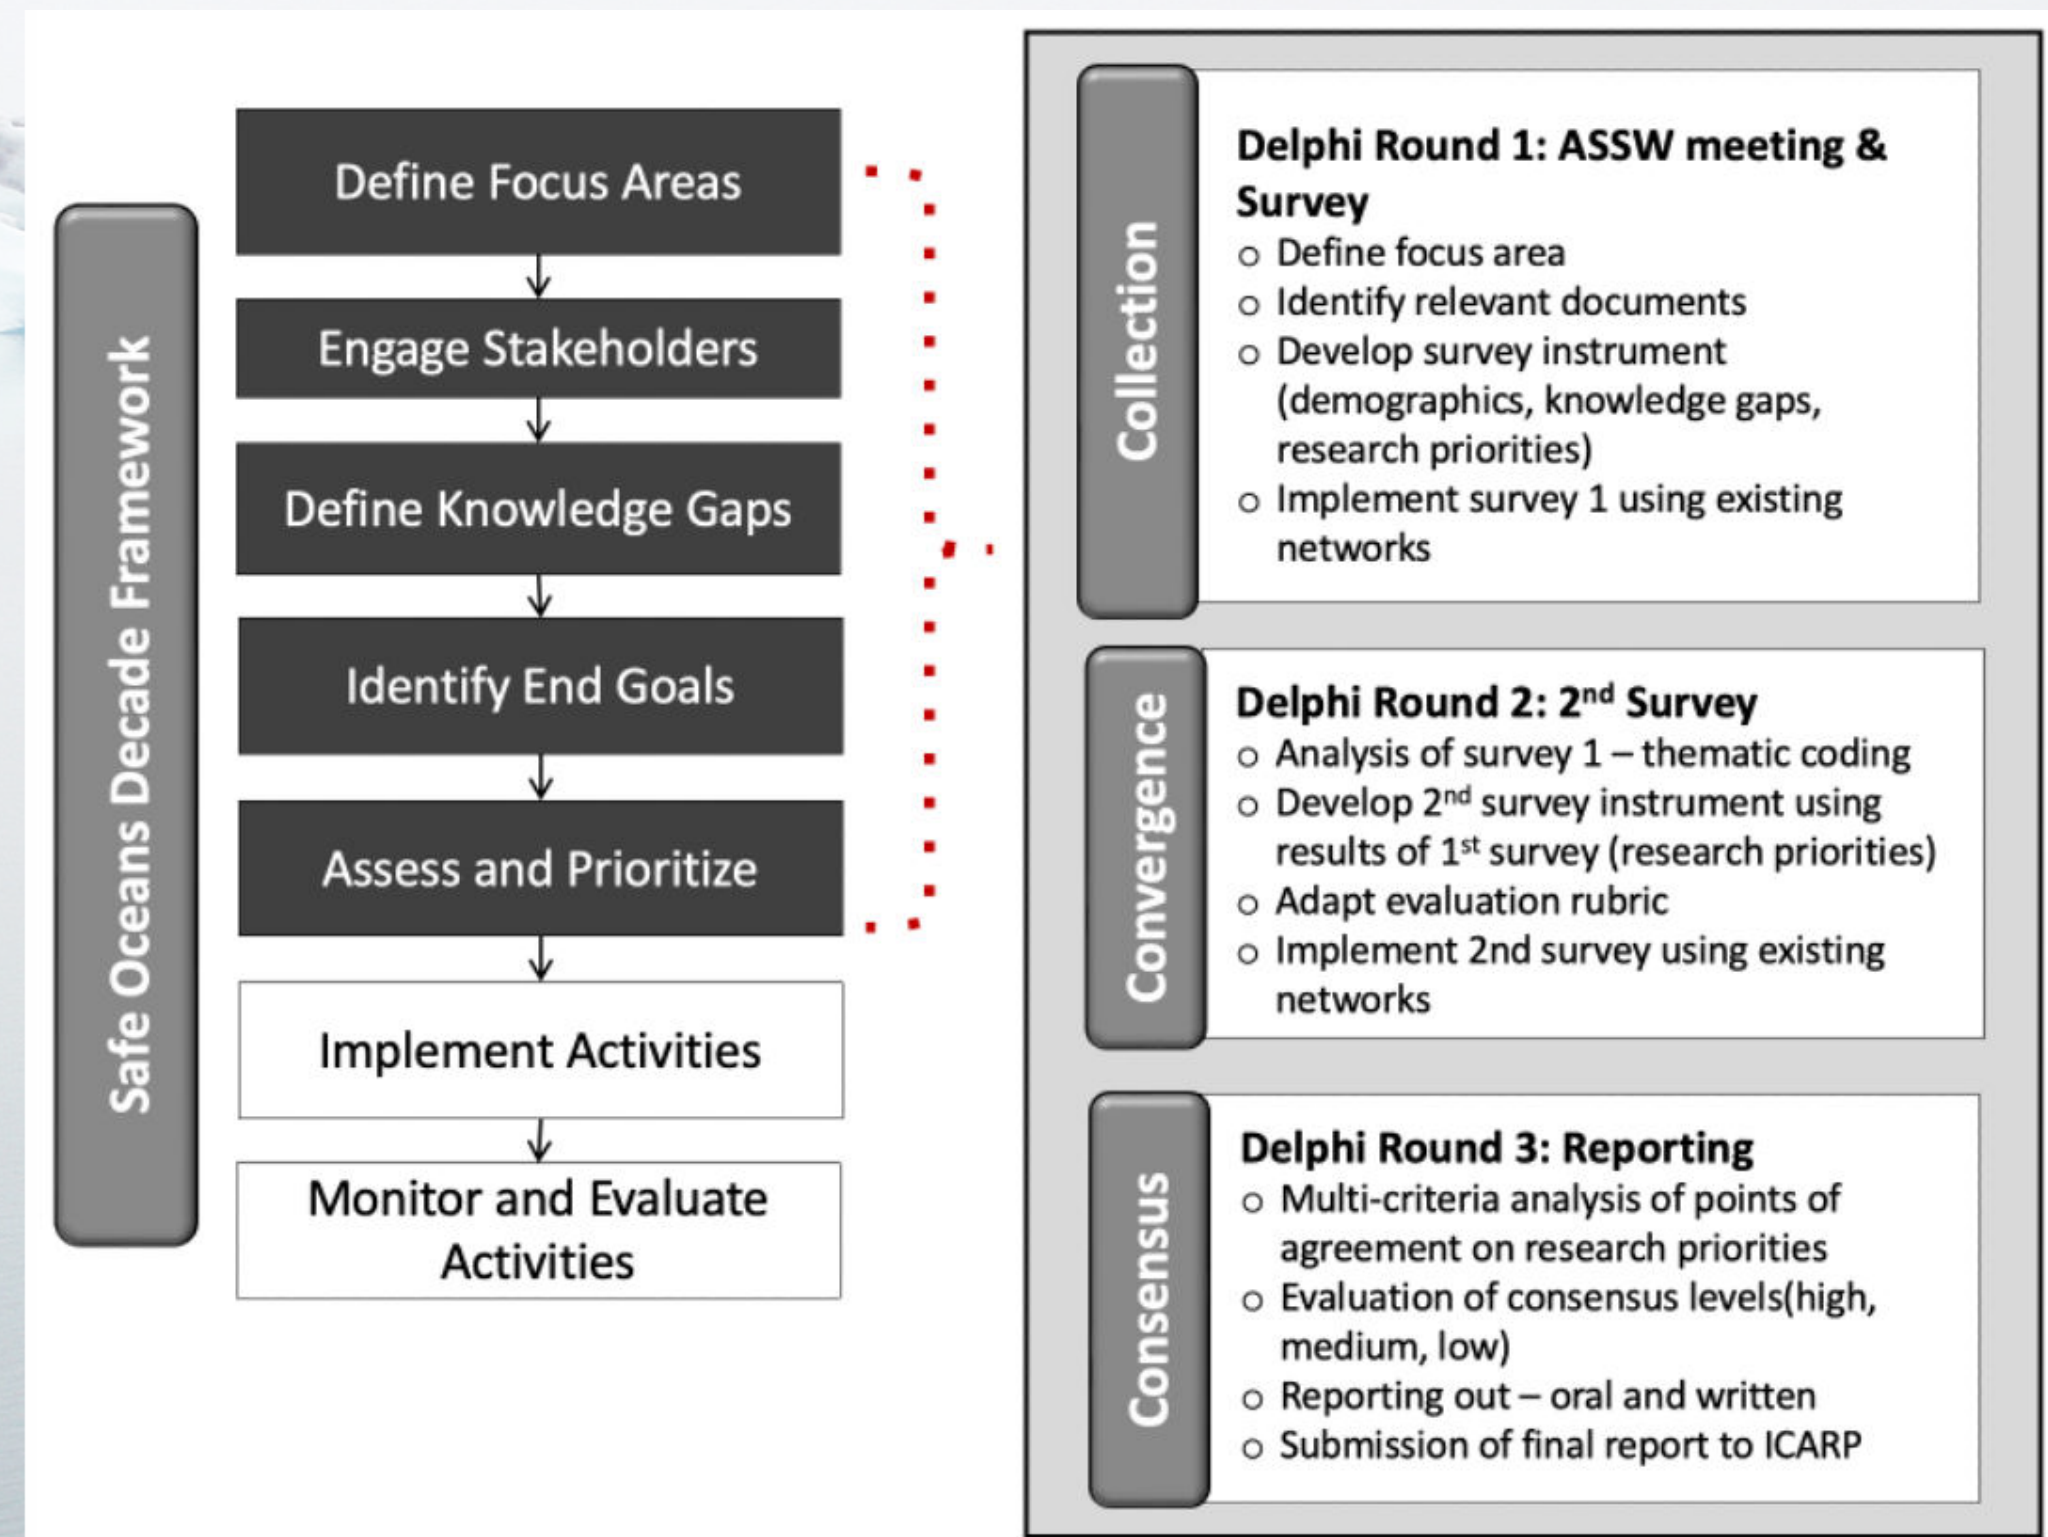 Safe Oceans Decade Framework
Define Focus Areas
Engage Stakeholders
Define Knowledge Gaps
Identify End Goals
Assess and Prioritize
Implement Activities
Monitor and Evaluate
Activities
Collection
Delphi Round 1: ASSW meeting &
Survey
o Define focus area
o Identify relevant documents
o Develop survey instrument
(demographics, knowledge gaps,
research priorities)
o Implement survey 1 using existing
networks
Convergence
Delphi Round 2: 2nd Survey
o Analysis of survey 1 – thematic coding
o Develop 2nd survey instrument using
results of 1st survey (research priorities)
o Adapt evaluation rubric
o Implement 2nd survey using existing
networks
Consensus
Delphi Round 3: Reporting
o Multi-criteria analysis of points of
agreement on research priorities
o Evaluation of consensus levels(high,
medium, low)
o Reporting out – oral and written
o Submission of final report to ICARP